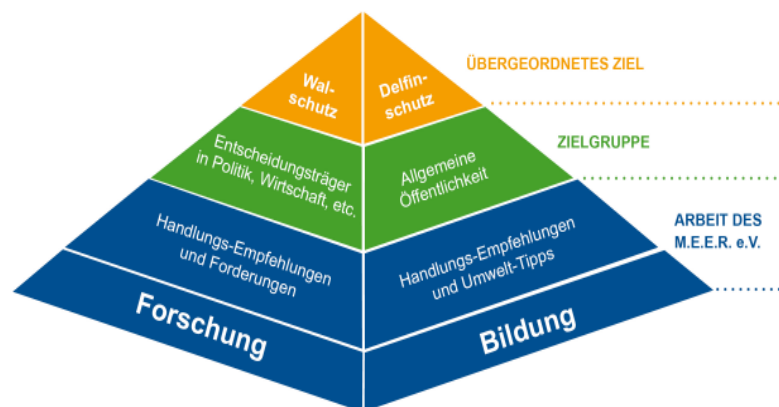 Wal-
schutz
Delfin-
schutz
ÜBERGEORDNETES ZIEL
Entscheidungsträger
in Politik, Wirtschaft, etc.
Allgemeine
Öffentlichkeit
ZIELGRUPPE
Handlungs-Empfehlungen
und Forderungen
Handlungs-Empfehlungen
und Umwelt-Tipps
ARBEIT DES
M.E.E.R. e.V.
Forschung
Bildung